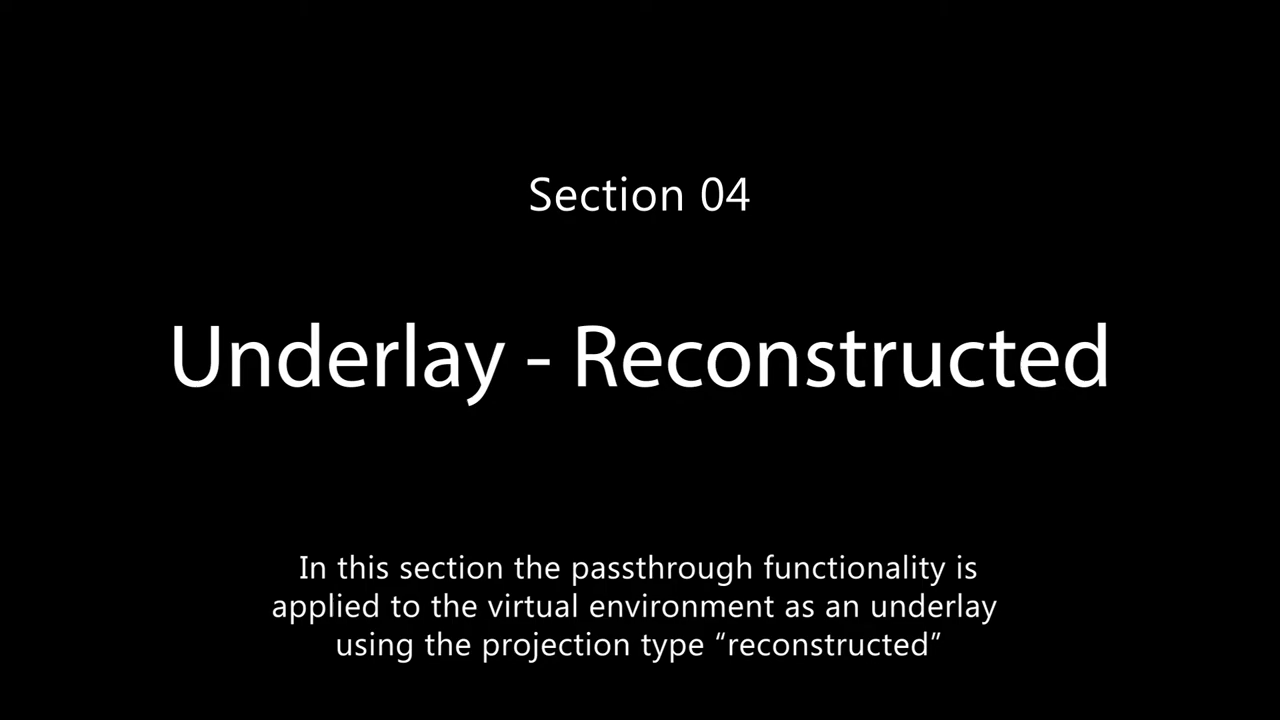 Section 04
Underlay - Reconstructed
In this section the passthrough functionality is
applied to the virtual environment as an underlay
using the projection type “reconstructed”